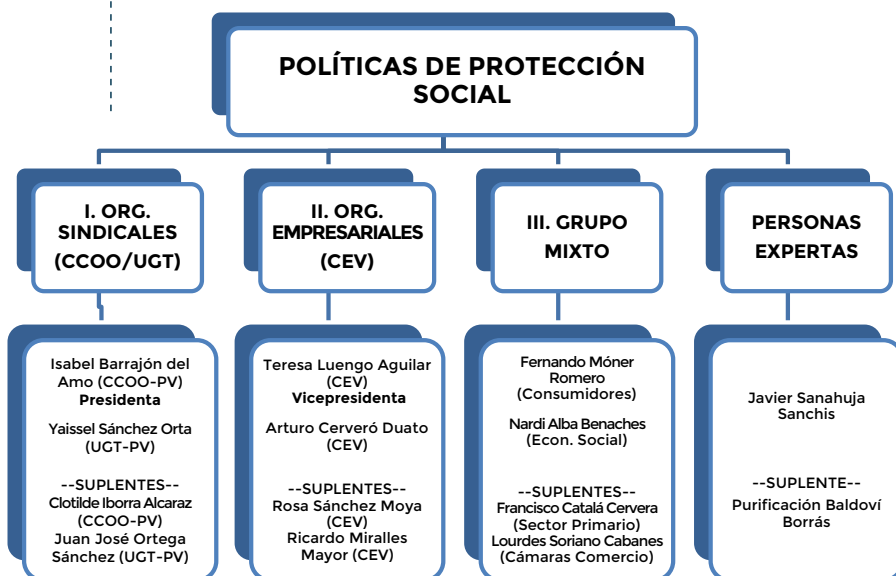 POLÍTICAS DE PROTECCIÓN
SOCIAL
I. ORG.
SINDICALES
(CCOO/UGT)
II. ORG.
EMPRESARIALES
(CEV)
III. GRUPO
MIXTO
PERSONAS
EXPERTAS
Isabel Barrajón del
Amo (CCOO-PV)
Presidenta
Yaissel Sánchez Orta
(UGT-PV)
--SUPLENTES--
Clotilde Iborra Alcaraz
(CCOO-PV)
Juan José Ortega
Sánchez (UGT-PV)
Teresa Luengo Aguilar
(CEV)
Vicepresidenta
Arturo Cerveró Duato
(CEV)
--SUPLENTES--
Rosa Sánchez Moya
(CEV)
Ricardo Miralles
Mayor (CEV)
Fernando Móner
Romero
(Consumidores)
Nardi Alba Benaches
(Econ. Social)
--SUPLENTES--
Francisco Catalá Cervera
(Sector Primario)
Lourdes Soriano Cabanes
(Cámaras Comercio)
Javier Sanahuja
Sanchis
--SUPLENTE--
Purificación Baldoví
Borrás